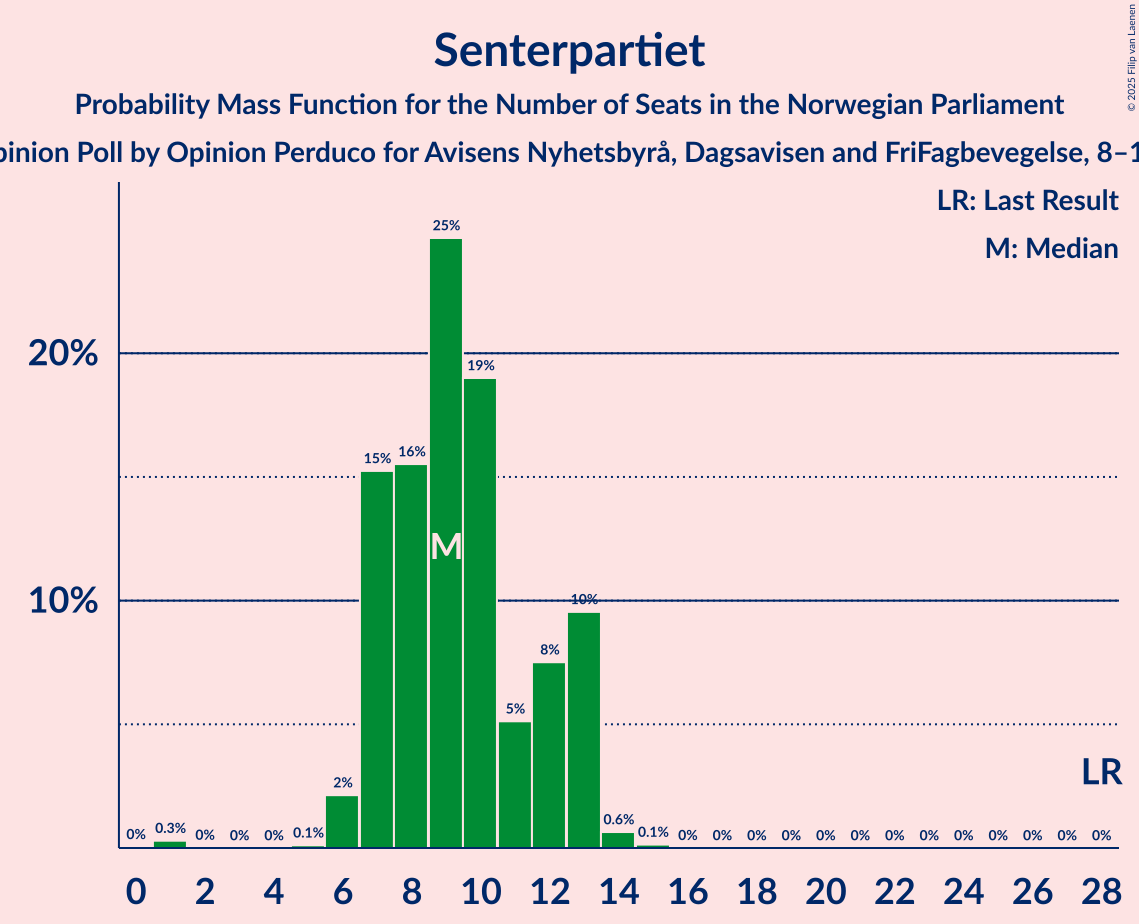 Senterpartiet
Probability Mass Function for the Number of Seats in the Norwegian Parliament
pinion Poll by Opinion Perduco for Avisens Nyhetsbyrå, Dagsavisen and FriFagbevegelse, 8–1
© 2025 Filip van Laenen
LR: Last Result
M: Median
20%
10%
0% 0.3% 0% 0% 0% 0.1% 2% 15% 16% 25% 19% 5% 8% 10% 0.6% 0.1% 0% 0% 0% 0% 0% 0% 0% 0% 0% 0% 0% 0% 0%
M
LR
0 2 4 6 8 10 12 14 16 18 20 22 24 26 28